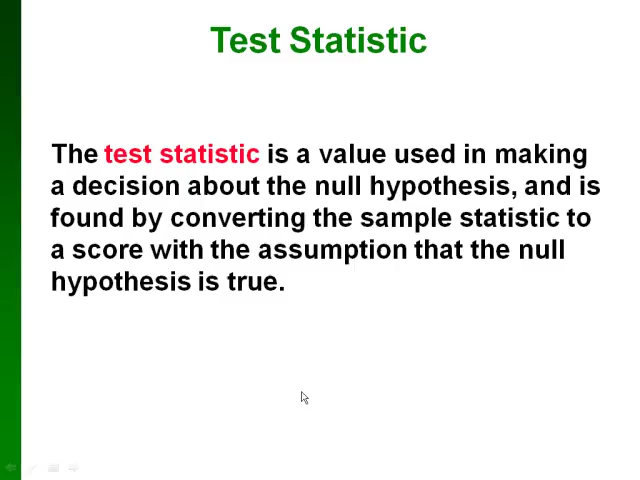 Test Statistic
The test statistic is a value used in making
a decision about the null hypothesis, and is
found by converting the sample statistic to
a score with the assumption that the null
hypothesis is true.